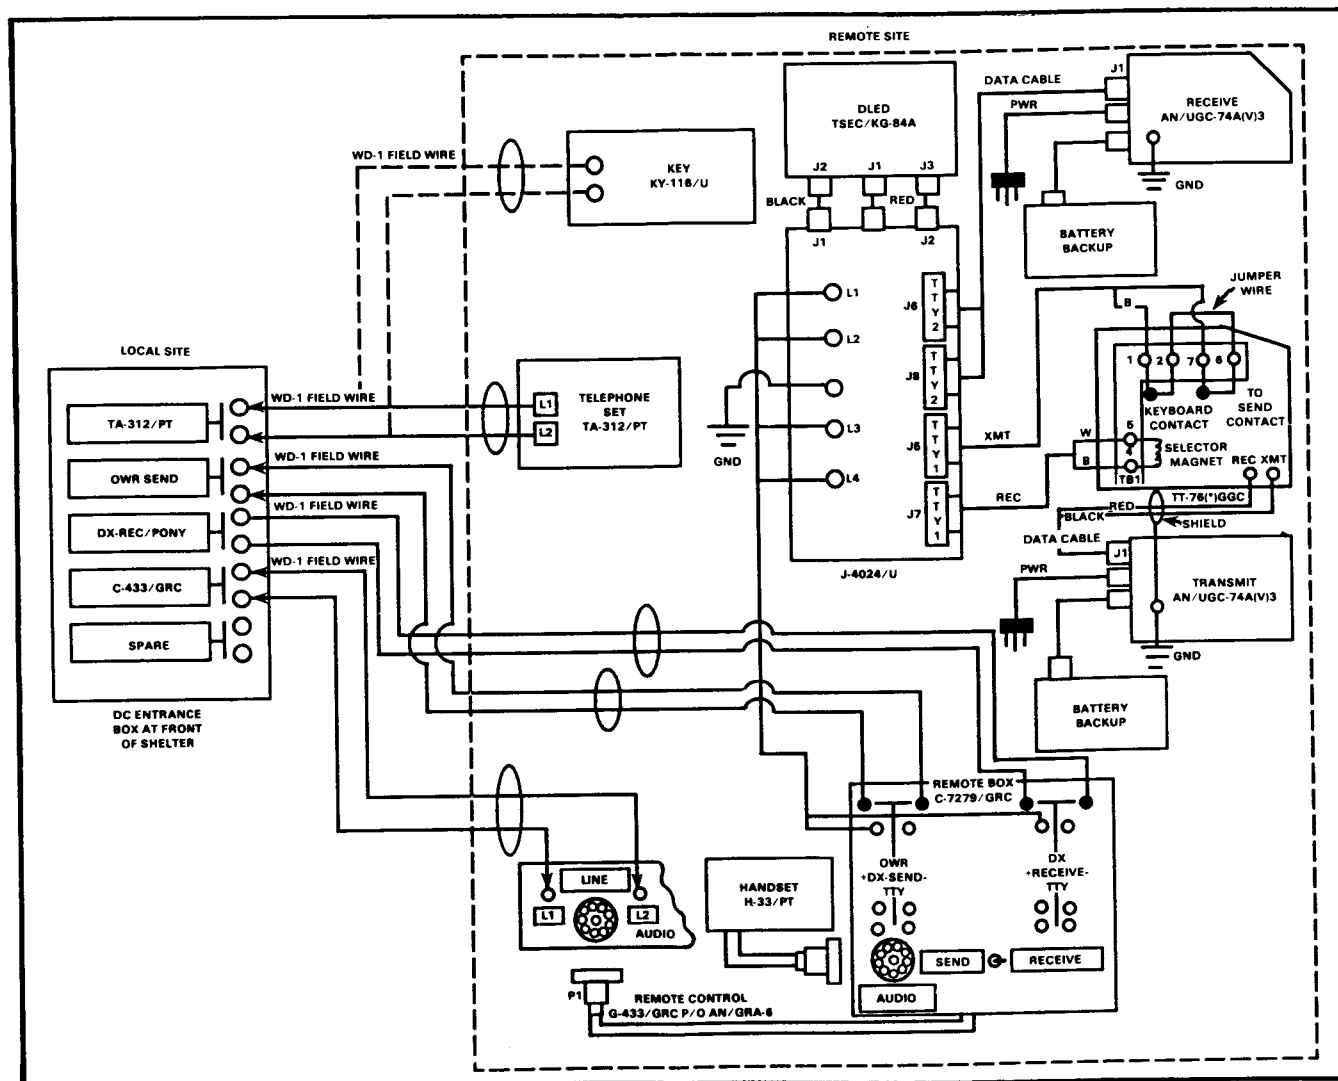 REMOTE SITE
DLED
TSEC/KG-84A
J2
J1
J3
BLACK
RED
J1
J2
DATA CABLE
PWR
J1
RECEIVE
AN/UGC-74A(V)3
GND
BATTERY
BACKUP
WD-1 FIELD WIRE
KEY
KY-116/U
L1
L2
L3
L4
GND
J6
TTY2
J8
TTY2
J5
TTY1
J7
TTY1
J-4024/U
XMT
REC
JUMPER
WIRE
B
1
2
7
6
KEYBOARD
CONTACT
TO
SEND
CONTACT
W
B
5
4
TB1
SELECTOR
MAGNET
REC XMT
TT-76(*)GGC
RED
BLACK
SHIELD
DATA CABLE
J1
PWR
TRANSMIT
AN/UGC-74A(V)3
GND
BATTERY
BACKUP
LOCAL SITE
TA-312/PT
OWR SEND
DX-REC/PONY
C-433/GRC
SPARE
DC ENTRANCE
BOX AT FRONT
OF SHELTER
WD-1 FIELD WIRE
WD-1 FIELD WIRE
WD-1 FIELD WIRE
WD-1 FIELD WIRE
L1
L2
TELEPHONE
SET
TA-312/PT
REMOTE BOX
C-7279/GRC
OWR
+DX-SEND-
TTY
DX
+RECEIVE-
TTY
SEND
RECEIVE
AUDIO
LINE
L1
L2
AUDIO
HANDSET
H-33/PT
P1
REMOTE CONTROL
G-433/GRC P/O AN/GRA-6